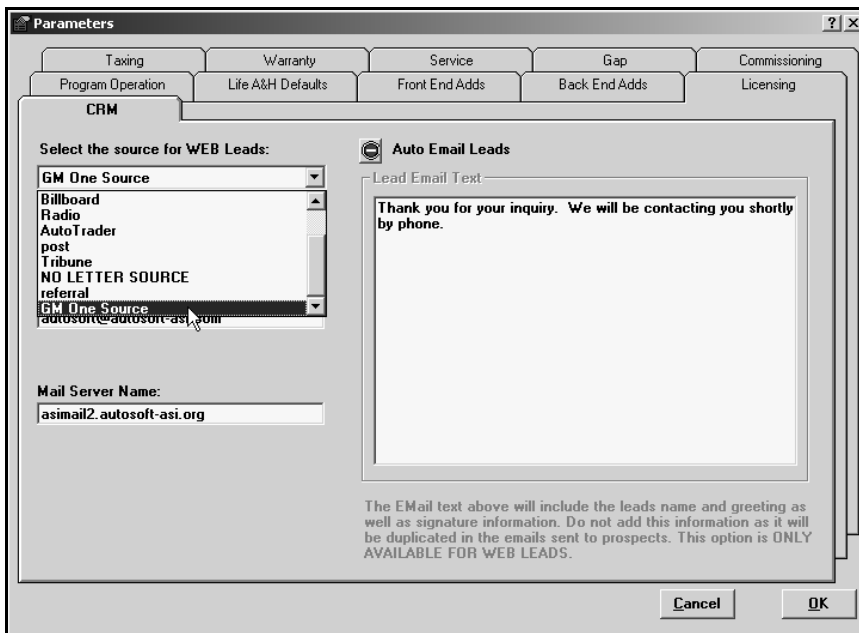 Parameters
Taxing Warranty Service Gap Commissioning
Program Operation Life A&H Defaults Front End Adds Back End Adds Licensing
CRM
Select the source for WEB Leads:
GM One Source
Billboard
Radio
AutoTrader
post
Tribune
NO LETTER SOURCE
referral
GM One Source
autosoft@autosoft-asi.com
Mail Server Name:
asimail2.autosoft-asi.org
Auto Email Leads
Lead Email Text
Thank you for your inquiry.  We will be contacting you shortly
by phone.
The EMail text above will include the leads name and greeting as
well as signature information. Do not add this information as it will
be duplicated in the emails sent to prospects. This option is ONLY
AVAILABLE FOR WEB LEADS.
Cancel OK